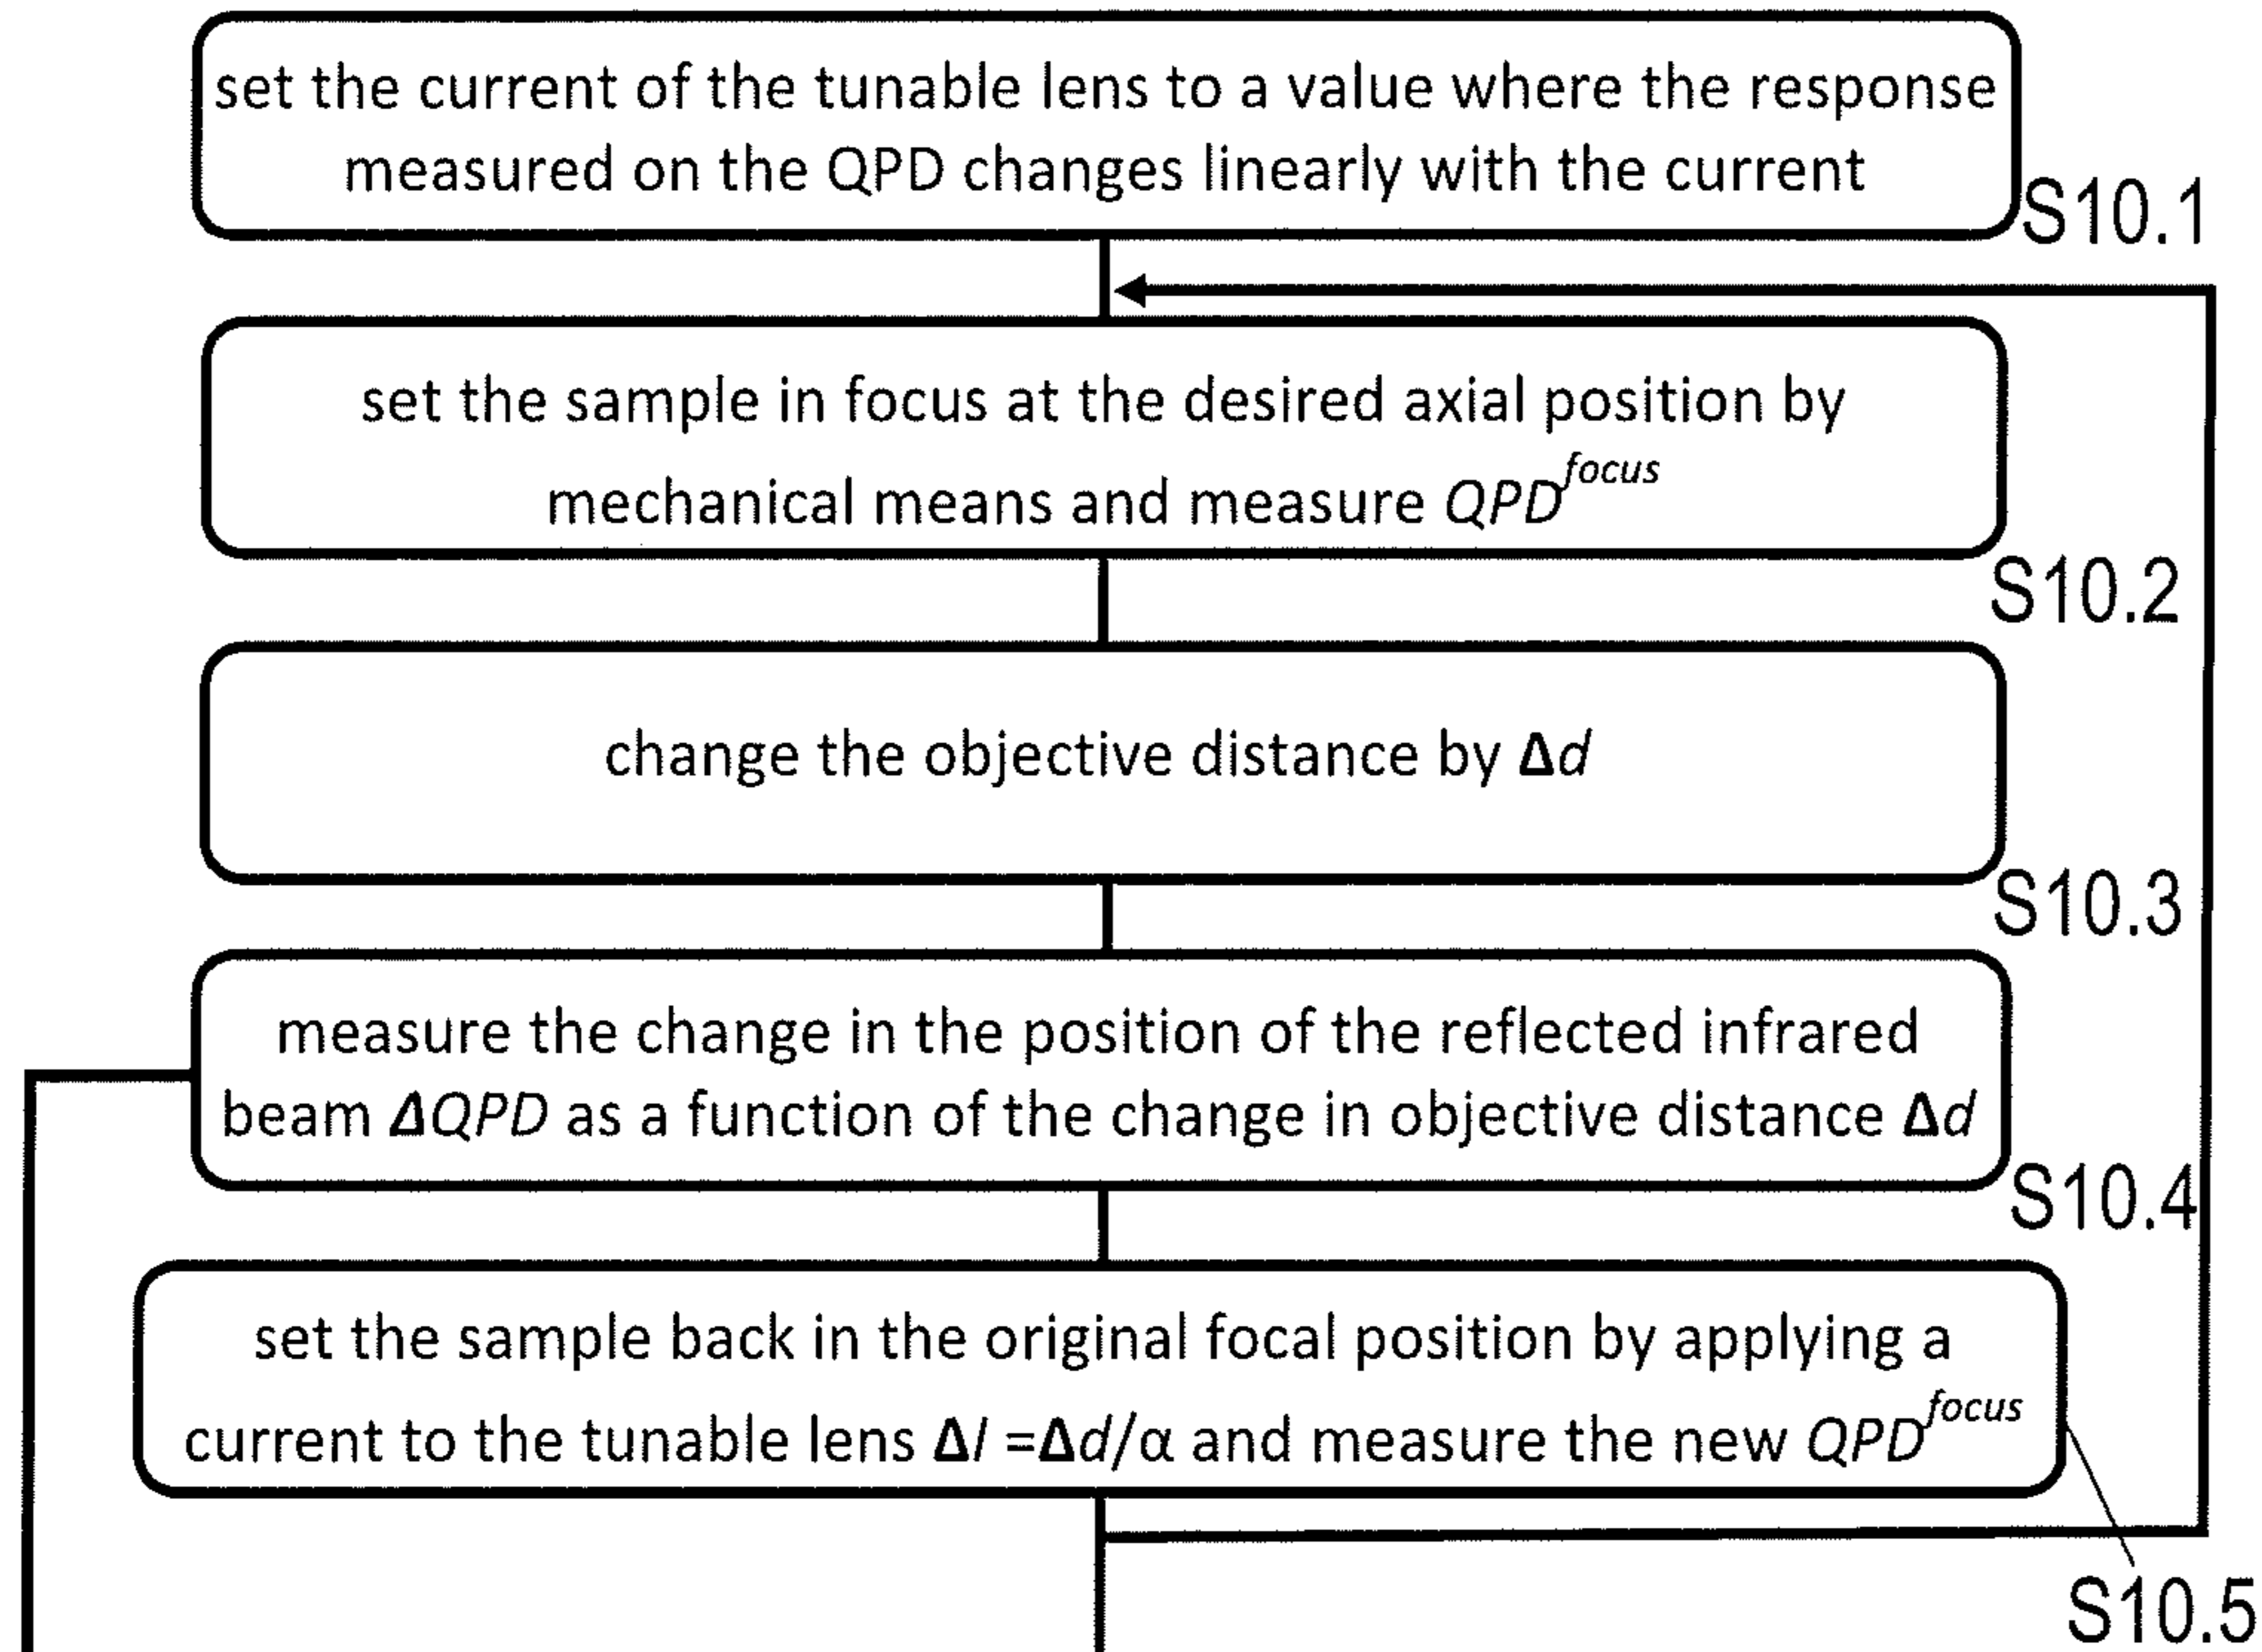 set the current of the tunable lens to a value where the response
measured on the QPD changes linearly with the current
S10.1
set the sample in focus at the desired axial position by
mechanical means and measure QPD^focus
S10.2
change the objective distance by Δd
S10.3
measure the change in the position of the reflected infrared
beam ΔQPD as a function of the change in objective distance Δd
S10.4
set the sample back in the original focal position by applying a
current to the tunable lens ΔI =Δd/α and measure the new QPD^focus
S10.5